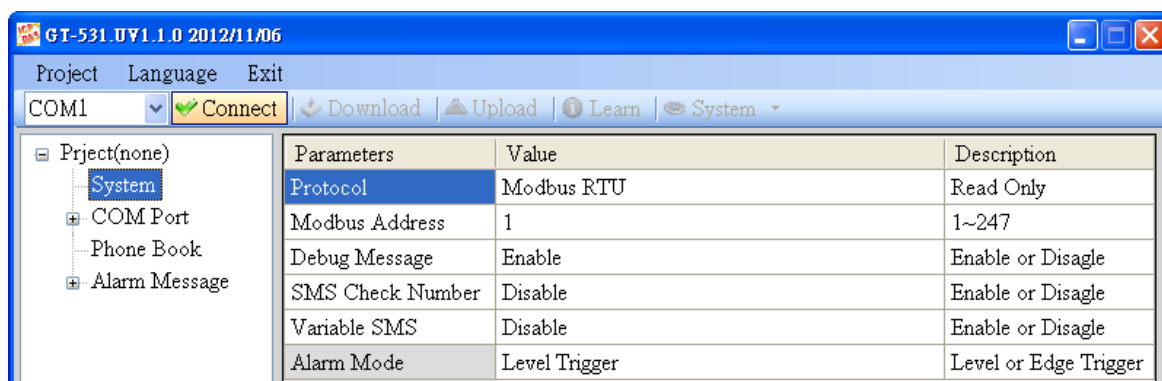 GT-531.UV1.1.0 2012/11/06
Project Language Exit
COM1 Connect Download Upload Learn System
Prject(none)
System
COM Port
Phone Book
Alarm Message
Parameters Value Description
Protocol Modbus RTU Read Only
Modbus Address 1 1~247
Debug Message Enable Enable or Disagle
SMS Check Number Disable Enable or Disagle
Variable SMS Disable Enable or Disagle
Alarm Mode Level Trigger Level or Edge Trigger